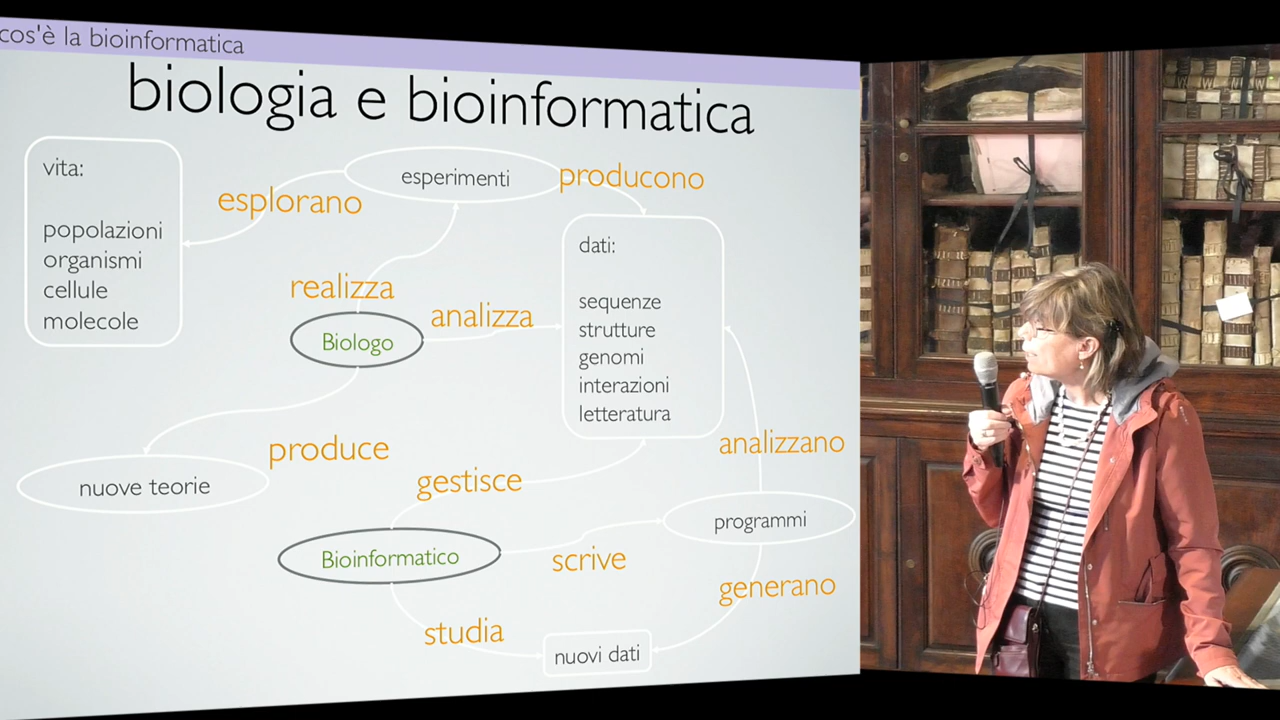 cos'è la bioinformatica
biologia e bioinformatica
vita:
popolazioni
organismi
cellule
molecole
esplorano
esperimenti
producono
dati:
sequenze
strutture
genomi
interazioni
letteratura
realizza
analizza
Biologo
produce
nuove teorie
gestisce
analizzano
Bioinformatico
scrive
programmi
generano
studia
nuovi dati